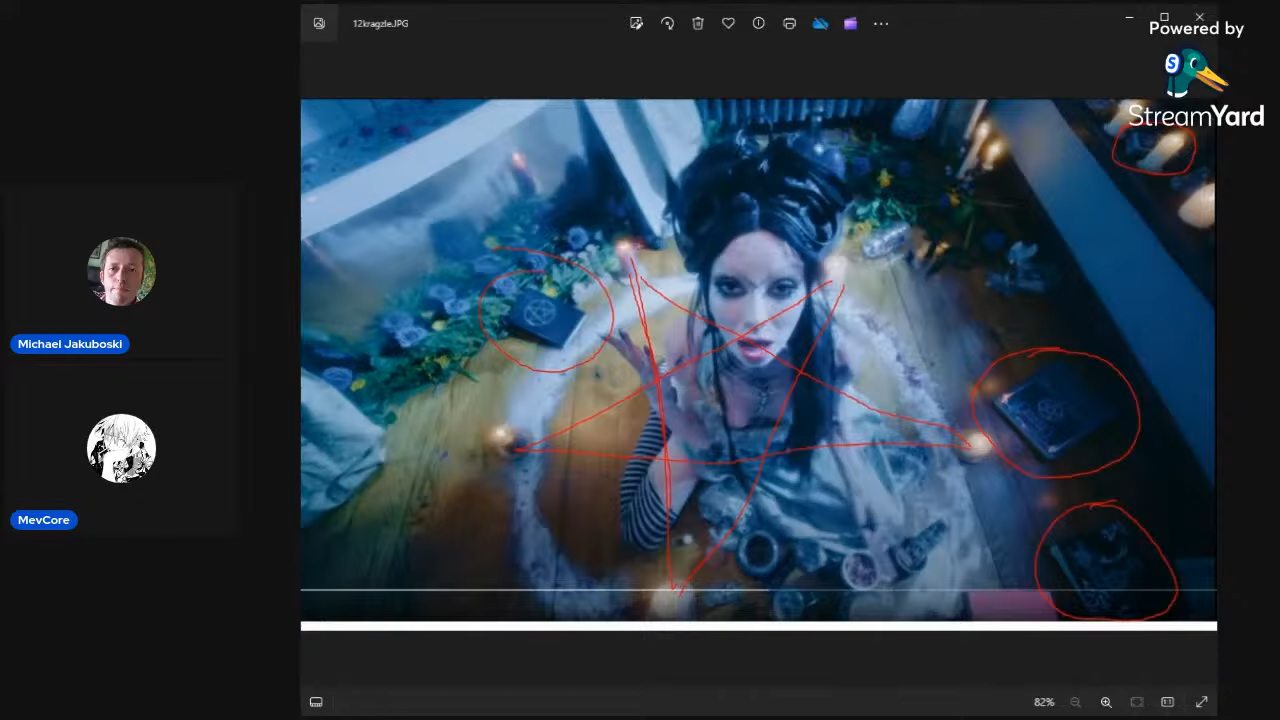 12kragzle.JPG
Powered by
S
StreamYard
Michael Jakuboski
MevCore
82%